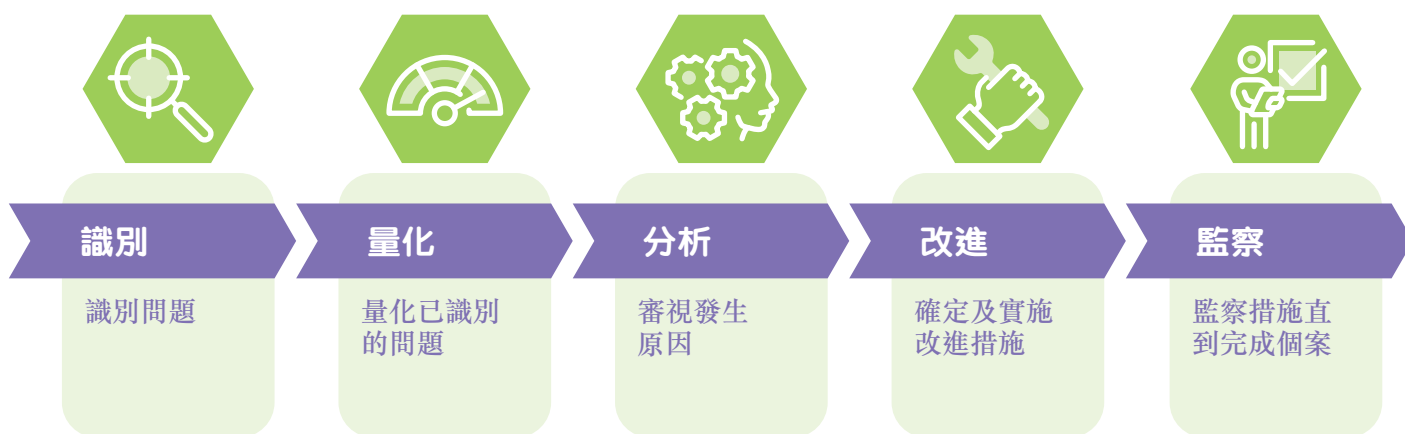 識別
識別問題
量化
量化已識別
的問題
分析
審視發生
原因
改進
確定及實施
改進措施
監察
監察措施直
到完成個案